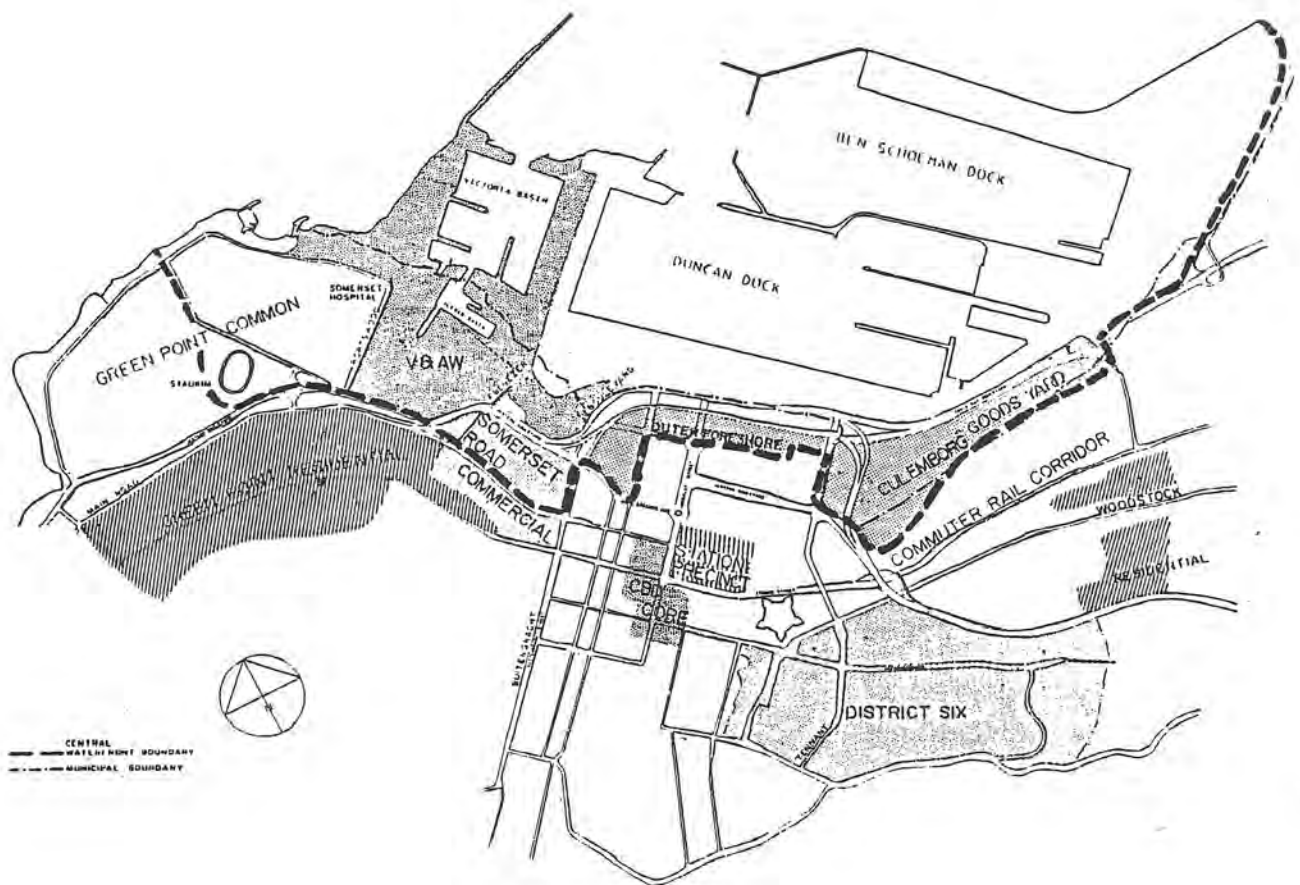 BEN SCHOEMAN DOCK
VICTORIA BASIN
DUNCAN DOCK
SOMERSET
HOSPITAL
GREEN POINT COMMON
STADIUM
V&AW
MAIN ROAD
GREEN POINT RESIDENTIAL
SOMERSET
ROAD
COMMERCIAL
OUTER FORESHORE
CULEMBORG GOODS YARD
COMMUTER RAIL CORRIDOR
WOODSTOCK
RESIDENTIAL
STATION
PRECINCT
CBD
CORE
DISTRICT SIX
TENNANT
CENTRAL
WATERFRONT BOUNDARY
MUNICIPAL BOUNDARY